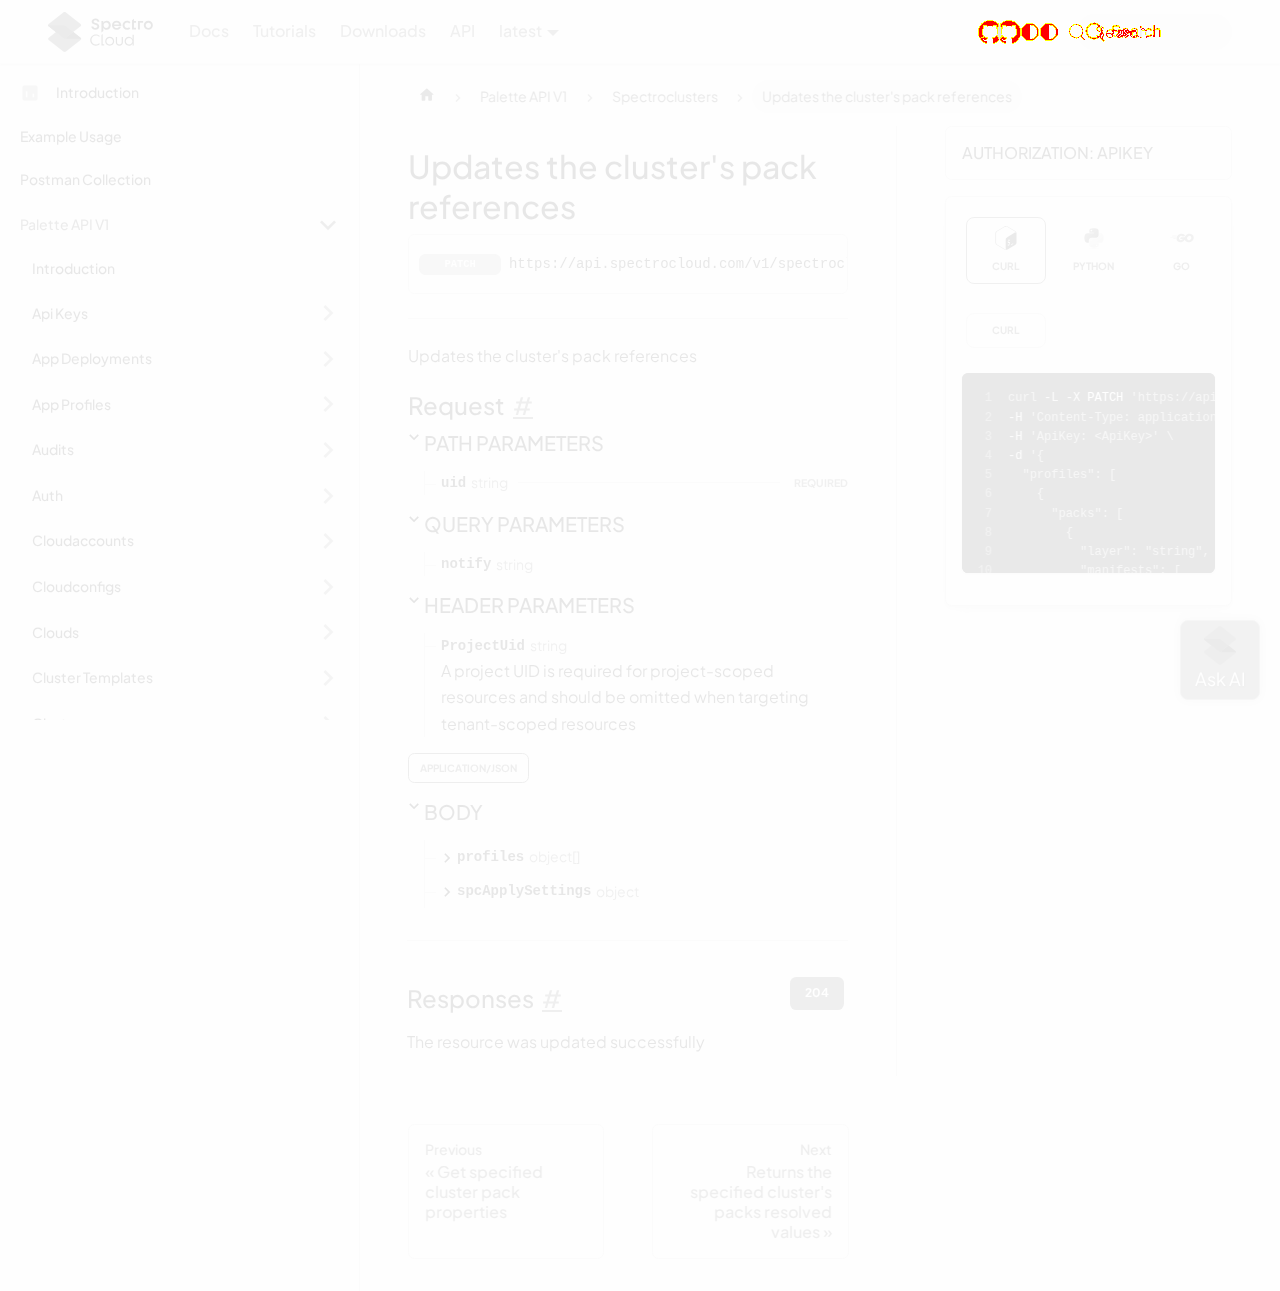 Spectro
Cloud
Docs
Tutorials
Downloads
API
latest
Introduction
Example Usage
Postman Collection
Palette API V1
Introduction
Api Keys
App Deployments
App Profiles
Audits
Auth
Cloudaccounts
Cloudconfigs
Clouds
Cluster Templates
Palette API V1
Spectroclusters
Updates the cluster's pack references
Updates the cluster's pack
references
PATCH https://api.spectrocloud.com/v1/spectroc
Updates the cluster's pack references
Request #
PATH PARAMETERS
uid string REQUIRED
QUERY PARAMETERS
notify string
HEADER PARAMETERS
ProjectUid string
A project UID is required for project-scoped
resources and should be omitted when targeting
tenant-scoped resources
APPLICATION/JSON
BODY
profiles object[]
spcApplySettings object
Responses #
204
The resource was updated successfully
Previous
« Get specified
cluster pack
properties
Next
Returns the
specified cluster's
packs resolved
values »
AUTHORIZATION: APIKEY
CURL
PYTHON
GO
CURL
1 curl -L -X PATCH 'https://api
2 -H 'Content-Type: application
3 -H 'ApiKey: <ApiKey>' \
4 -d '{
5 "profiles": [
6 {
7 "packs": [
8 {
9 "layer": "string",
10 "manifests": [
Ask AI